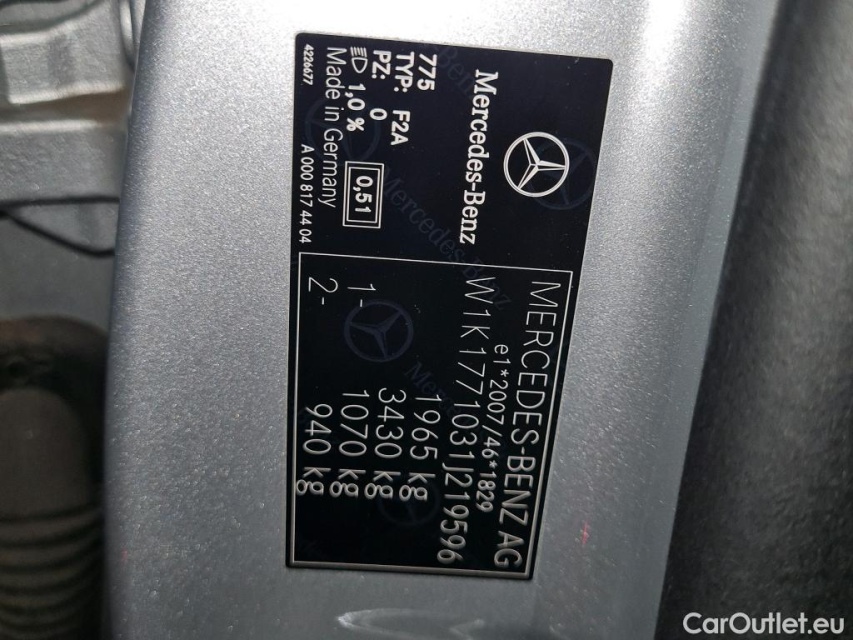 Mercedes-Benz
775
TYP: F2A
PZ: 0
1,0 %
0,51
Made in Germany
4226677
A 000 817 44 04
MERCEDES-BENZ AG
e1*2007/46*1829
W1K1771031J219596
1965 kg
3430 kg
1- 1070 kg
2- 940 kg
CarOutlet.eu